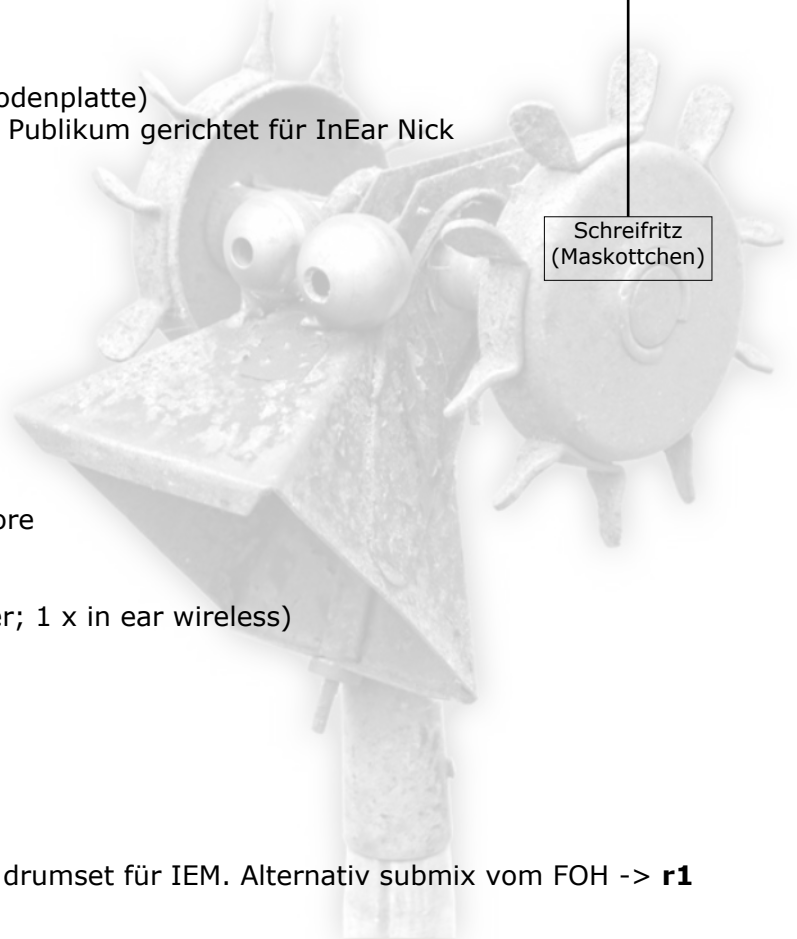 odenplatte)
Publikum gerichtet für InEar Nick
Schreifritz
(Maskottchen)
ore
er; 1 x in ear wireless)
drumset für IEM. Alternativ submix vom FOH -> r1